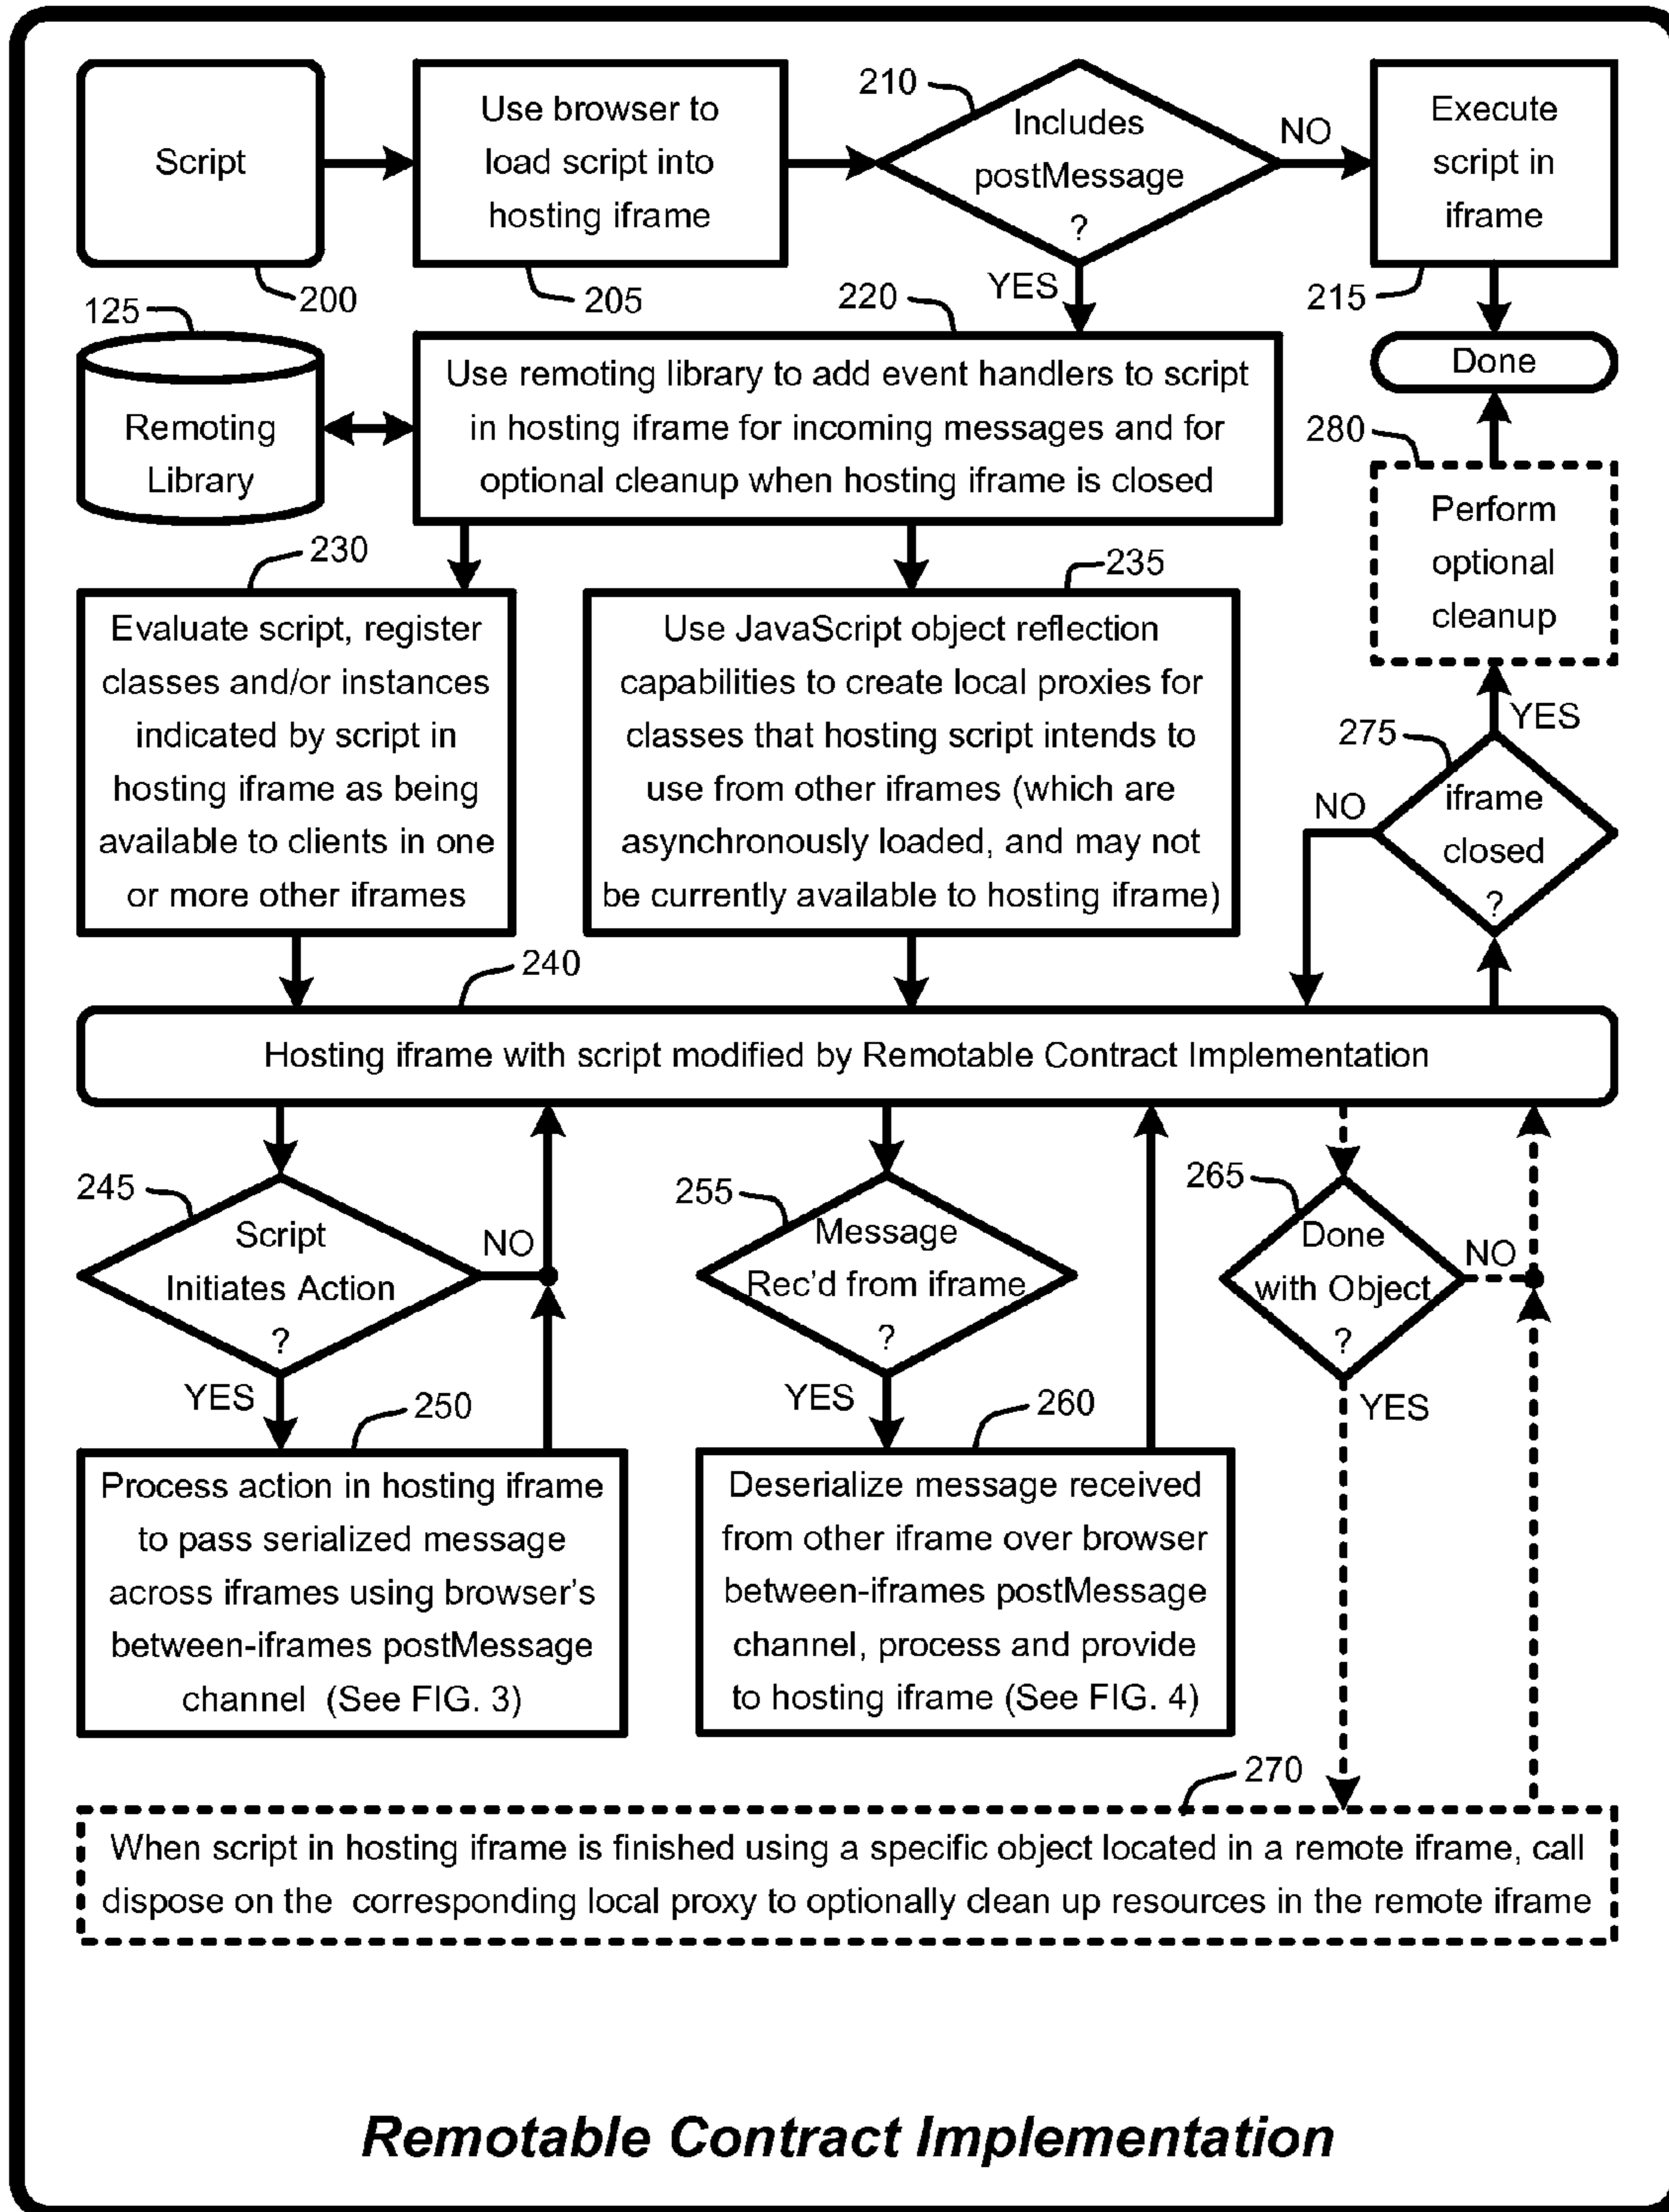 Script
200
Use browser to
load script into
hosting iframe
205
210
Includes
postMessage
?
NO
YES
Execute
script in
iframe
215
Done
125
Remoting
Library
220
Use remoting library to add event handlers to script
in hosting iframe for incoming messages and for
optional cleanup when hosting iframe is closed
280
Perform
optional
cleanup
230
Evaluate script, register
classes and/or instances
indicated by script in
hosting iframe as being
available to clients in one
or more other iframes
235
Use JavaScript object reflection
capabilities to create local proxies for
classes that hosting script intends to
use from other iframes (which are
asynchronously loaded, and may not
be currently available to hosting iframe)
YES
275
NO
iframe
closed
?
240
Hosting iframe with script modified by Remotable Contract Implementation
245
Script
Initiates Action
?
NO
YES
250
Process action in hosting iframe
to pass serialized message
across iframes using browser's
between-iframes postMessage
channel (See FIG. 3)
255
Message
Rec'd from iframe
?
YES
260
Deserialize message received
from other iframe over browser
between-iframes postMessage
channel, process and provide
to hosting iframe (See FIG. 4)
265
Done
with Object
?
NO
YES
270
When script in hosting iframe is finished using a specific object located in a remote iframe, call
dispose on the corresponding local proxy to optionally clean up resources in the remote iframe
Remotable Contract Implementation